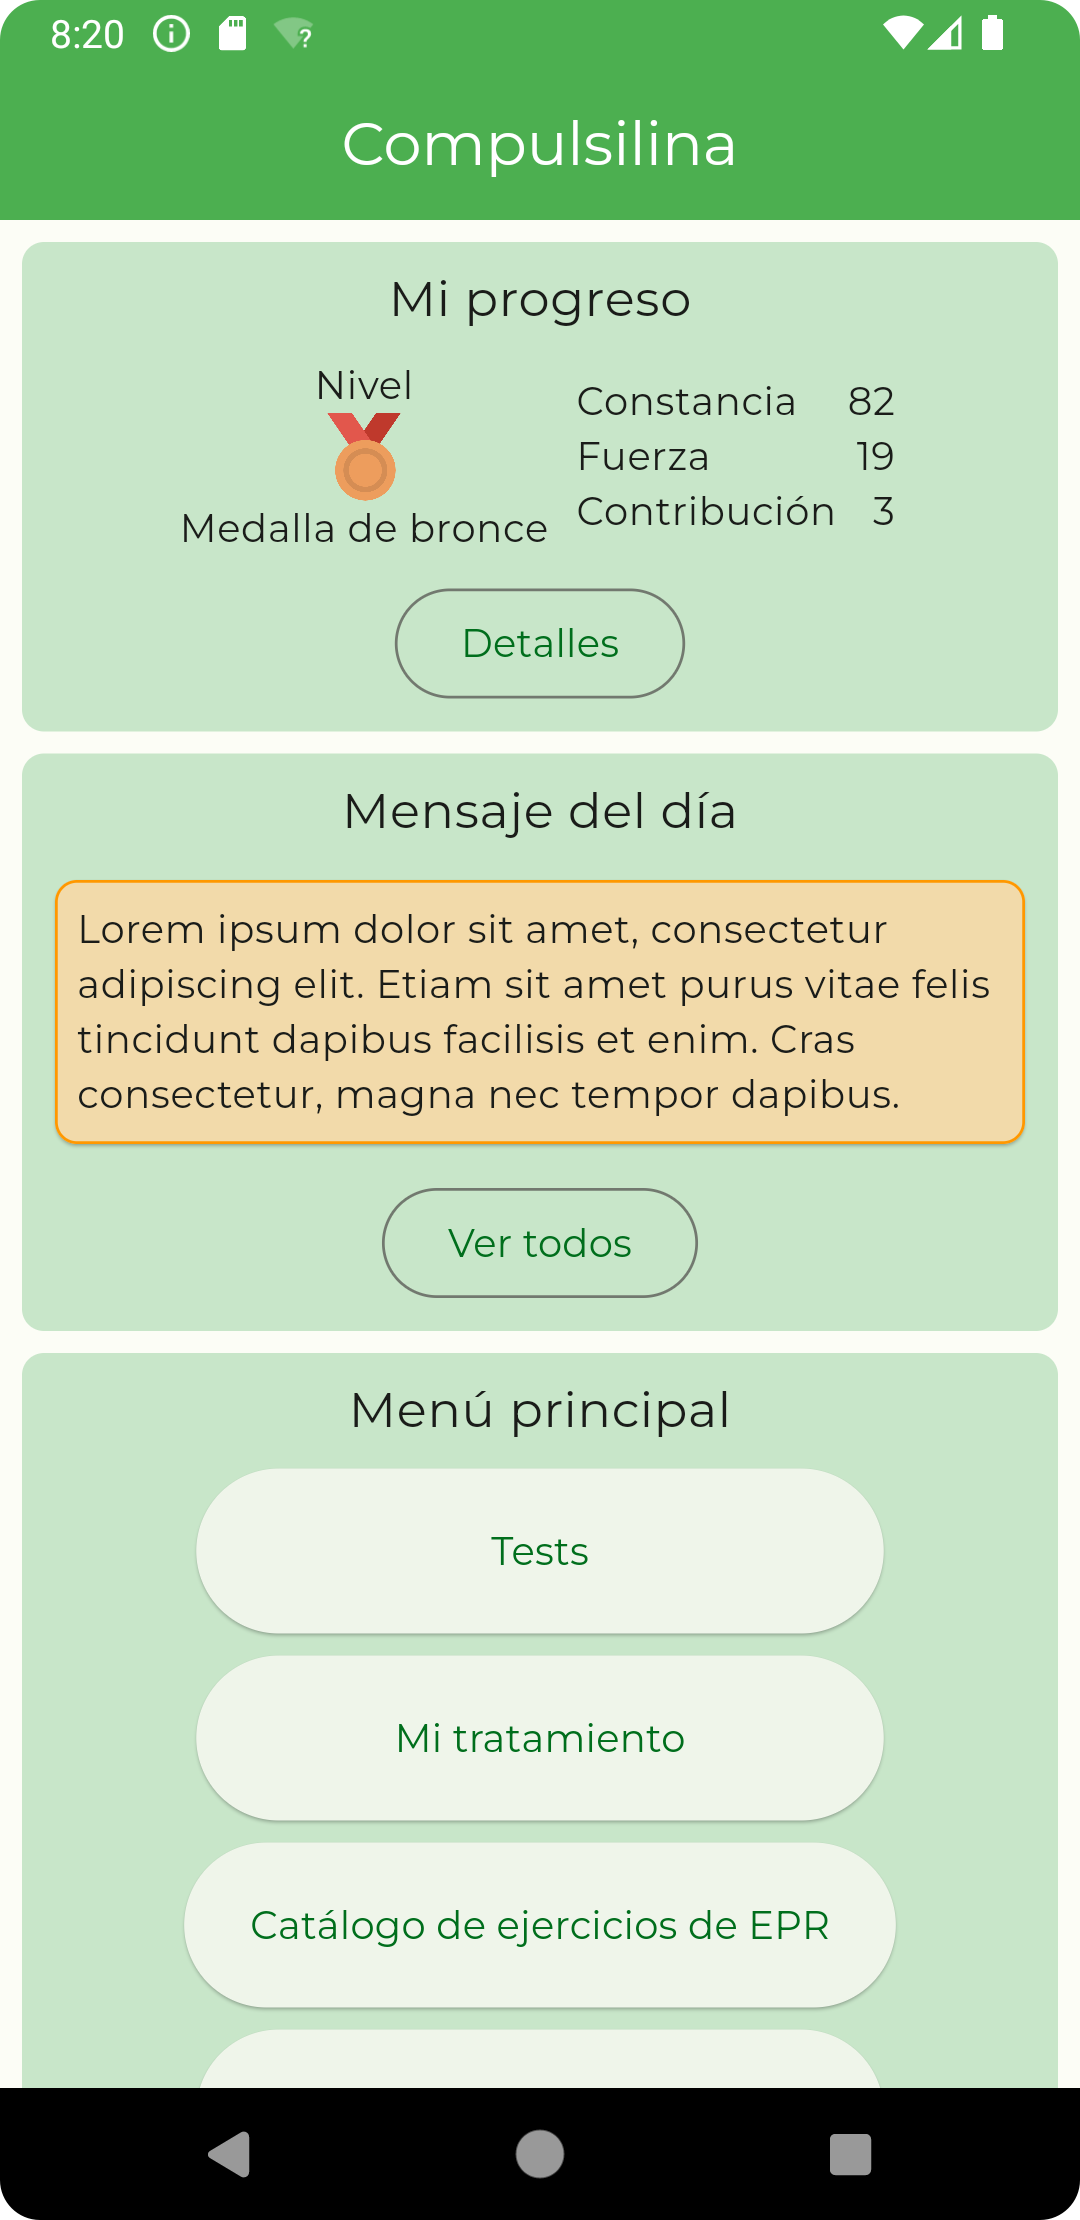 8:20
Compulsilina
Mi progreso
Nivel
Medalla de bronce
Constancia 82
Fuerza 19
Contribución 3
Detalles
Mensaje del día
Lorem ipsum dolor sit amet, consectetur
adipiscing elit. Etiam sit amet purus vitae felis
tincidunt dapibus facilisis et enim. Cras
consectetur, magna nec tempor dapibus.
Ver todos
Menú principal
Tests
Mi tratamiento
Catálogo de ejercicios de EPR